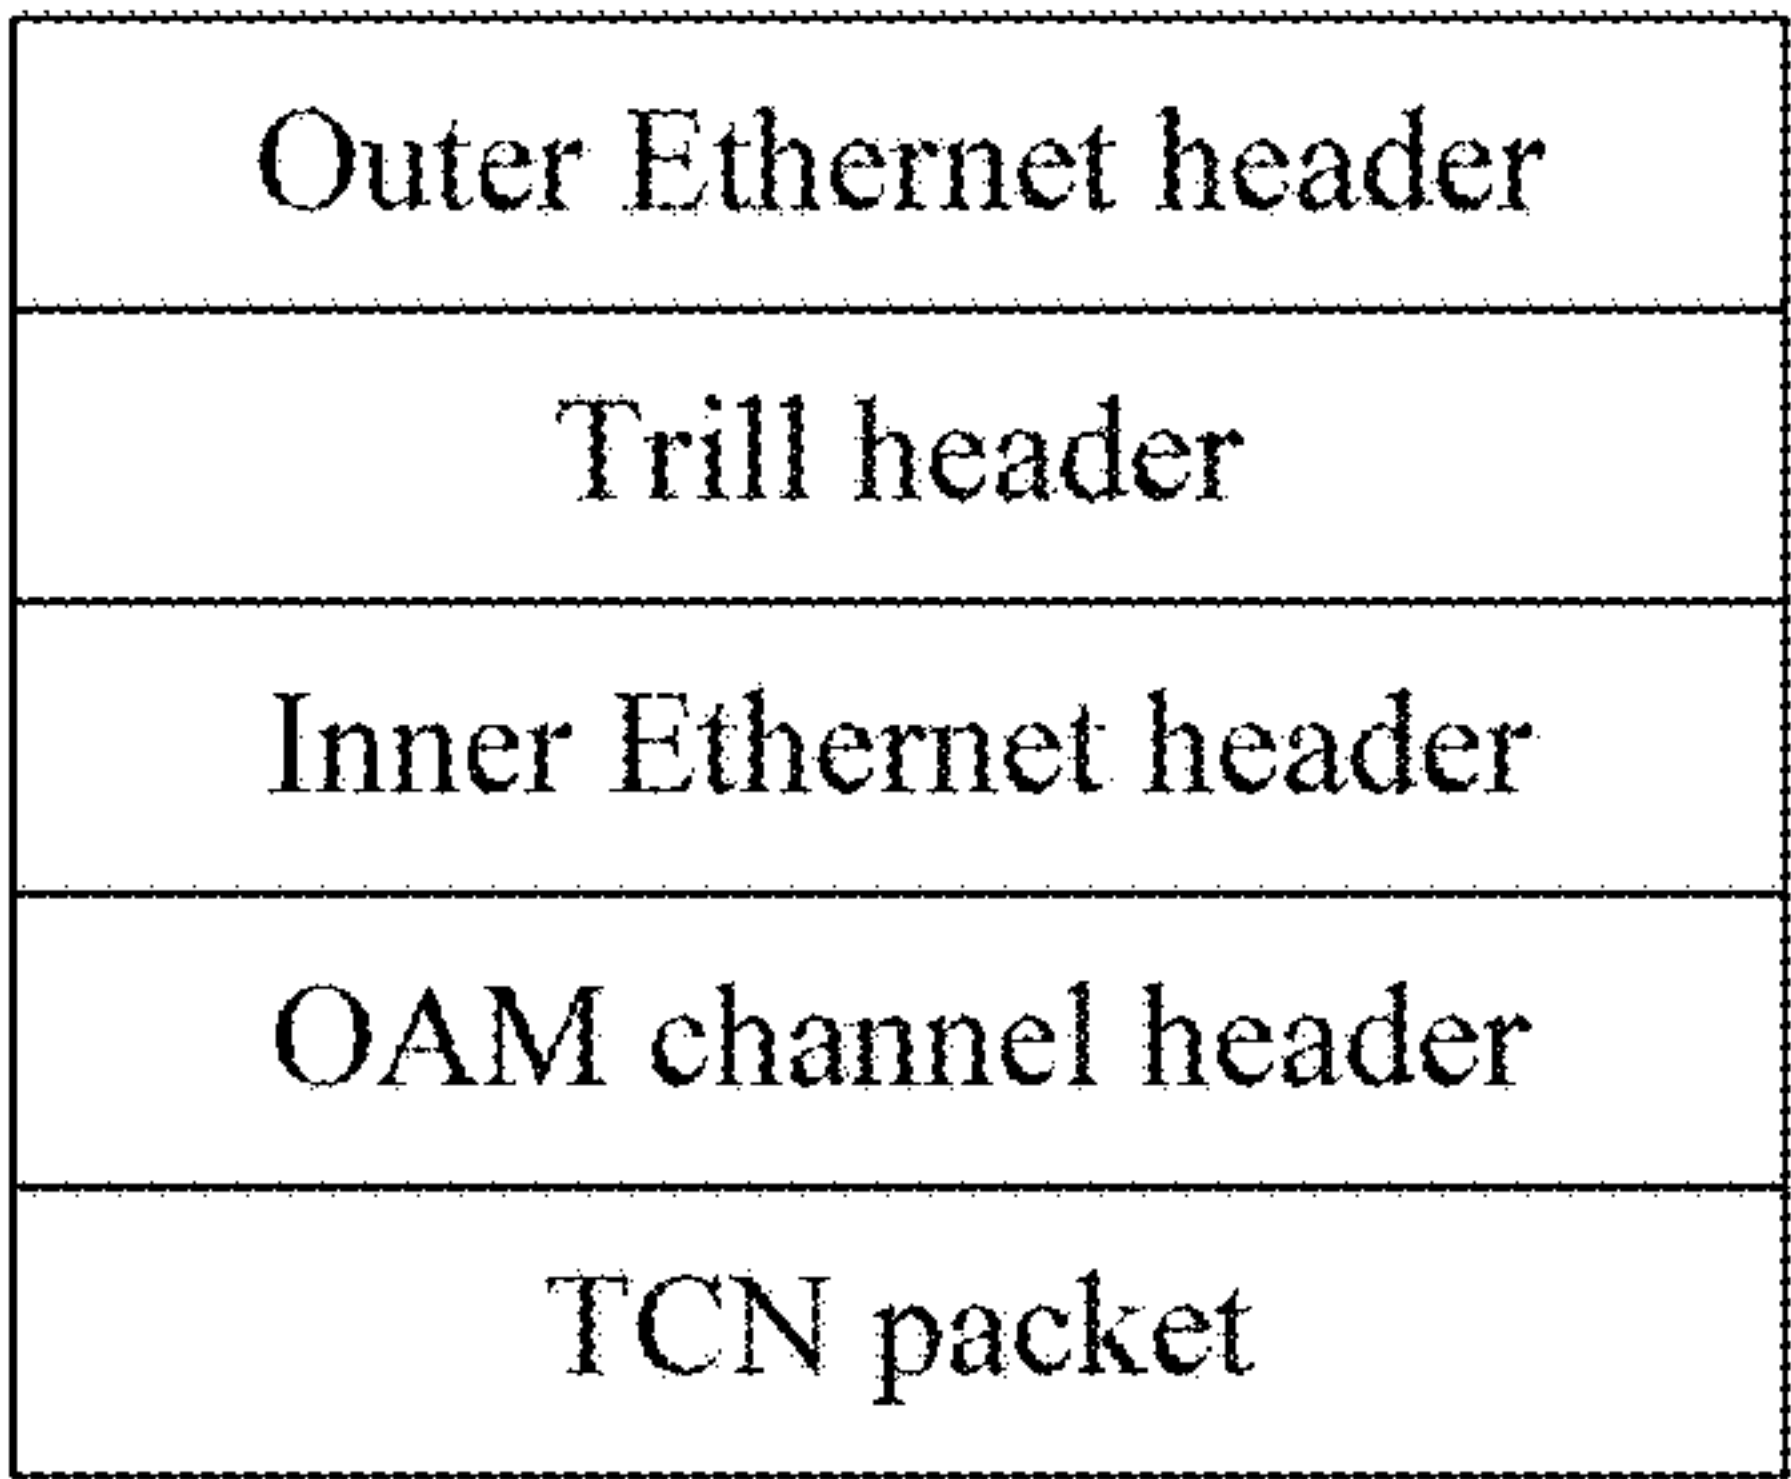 Outer Ethernet header
Trill header
Inner Ethernet header
OAM channel header
TCN packet